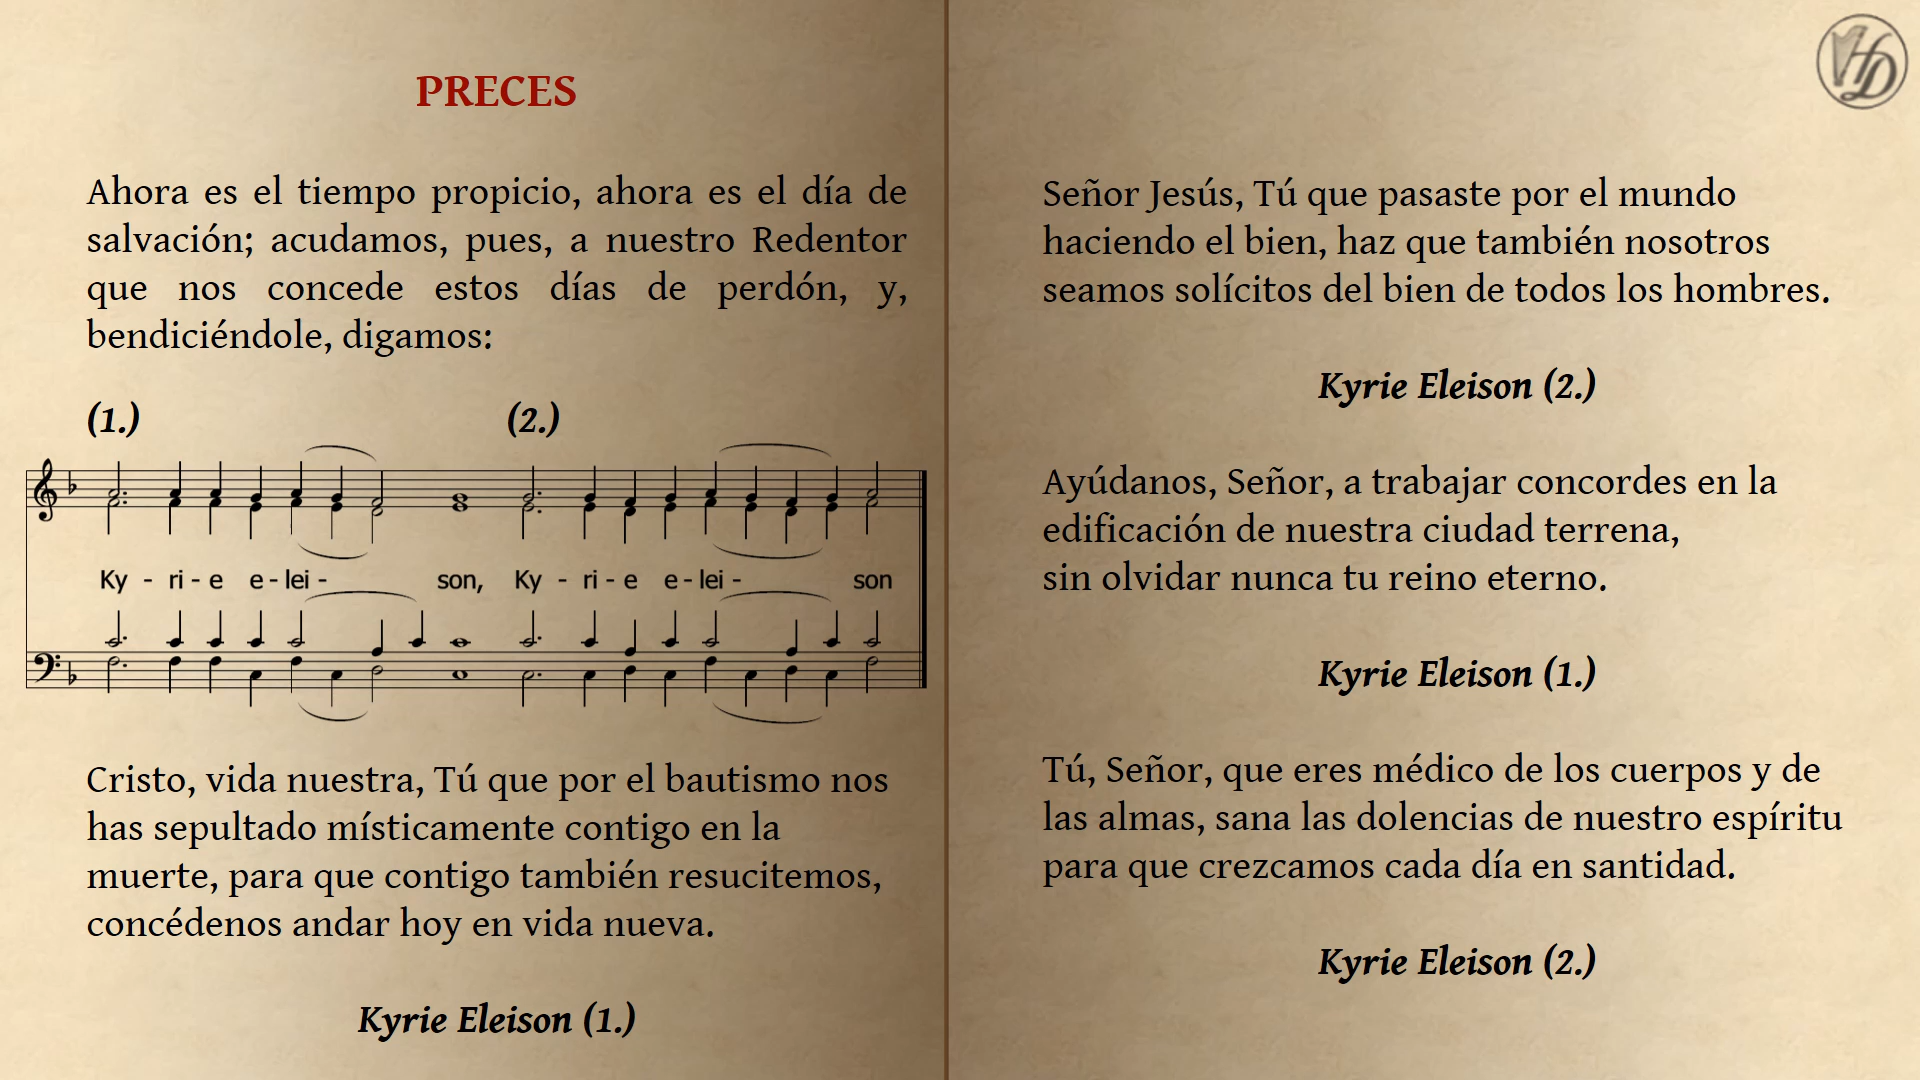 PRECES
Ahora es el tiempo propicio, ahora es el día de
salvación; acudamos, pues, a nuestro Redentor
que nos concede estos días de perdón, y,
bendiciéndole, digamos:
(1.) (2.)
Ky - ri - e e - lei - son, Ky - ri - e e - lei - son
Cristo, vida nuestra, Tú que por el bautismo nos
has sepultado místicamente contigo en la
muerte, para que contigo también resucitemos,
concédenos andar hoy en vida nueva.
Kyrie Eleison (1.)
HD
Señor Jesús, Tú que pasaste por el mundo
haciendo el bien, haz que también nosotros
seamos solícitos del bien de todos los hombres.
Kyrie Eleison (2.)
Ayúdanos, Señor, a trabajar concordes en la
edificación de nuestra ciudad terrena,
sin olvidar nunca tu reino eterno.
Kyrie Eleison (1.)
Tú, Señor, que eres médico de los cuerpos y de
las almas, sana las dolencias de nuestro espíritu
para que crezcamos cada día en santidad.
Kyrie Eleison (2.)